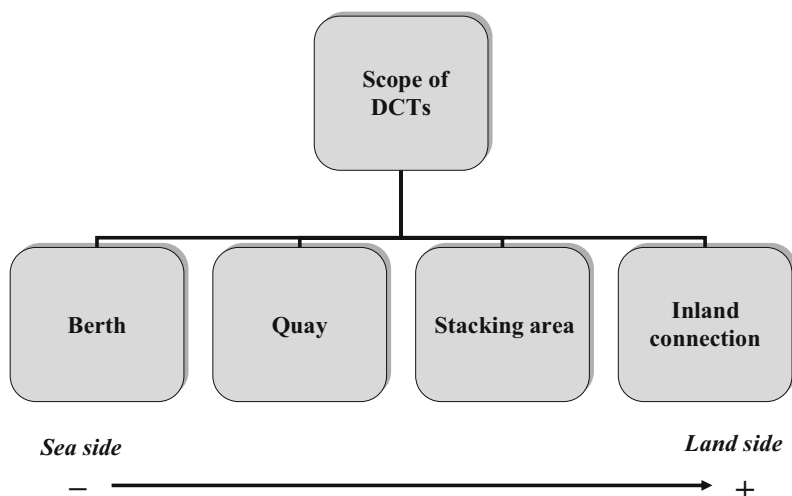 Scope of
DCTs
Berth
Quay
Stacking area
Inland
connection
Sea side
Land side
− +